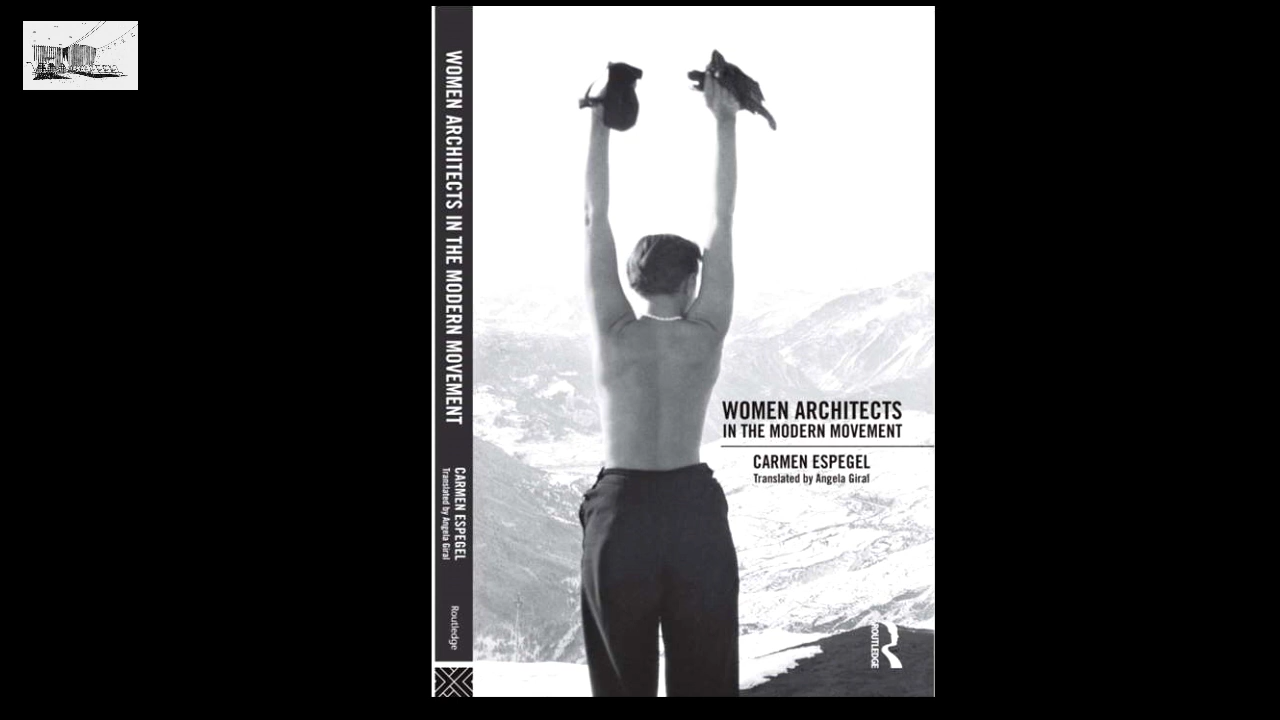 WOMEN ARCHITECTS IN THE MODERN MOVEMENT
CARMEN ESPEGEL
Translated by Angela Giral
Routledge
WOMEN ARCHITECTS
IN THE MODERN MOVEMENT
CARMEN ESPEGEL
Translated by Angela Giral
ROUTLEDGE